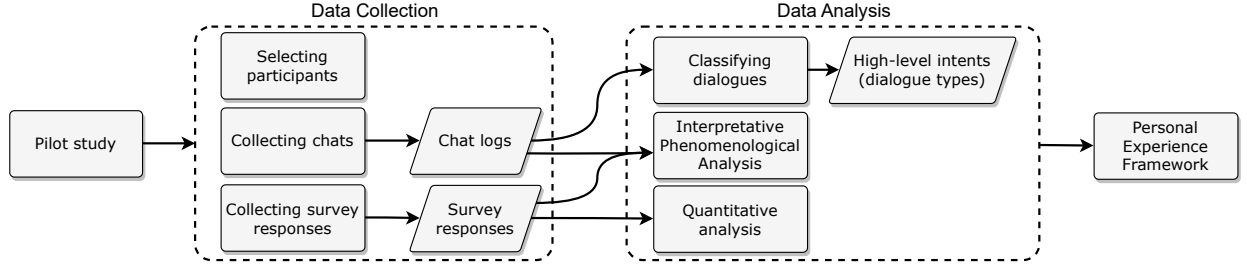 Data Collection
Data Analysis
Pilot study
Selecting
participants
Collecting chats
Chat logs
Collecting survey
responses
Survey
responses
Classifying
dialogues
High-level intents
(dialogue types)
Interpretative
Phenomenological
Analysis
Quantitative
analysis
Personal
Experience
Framework